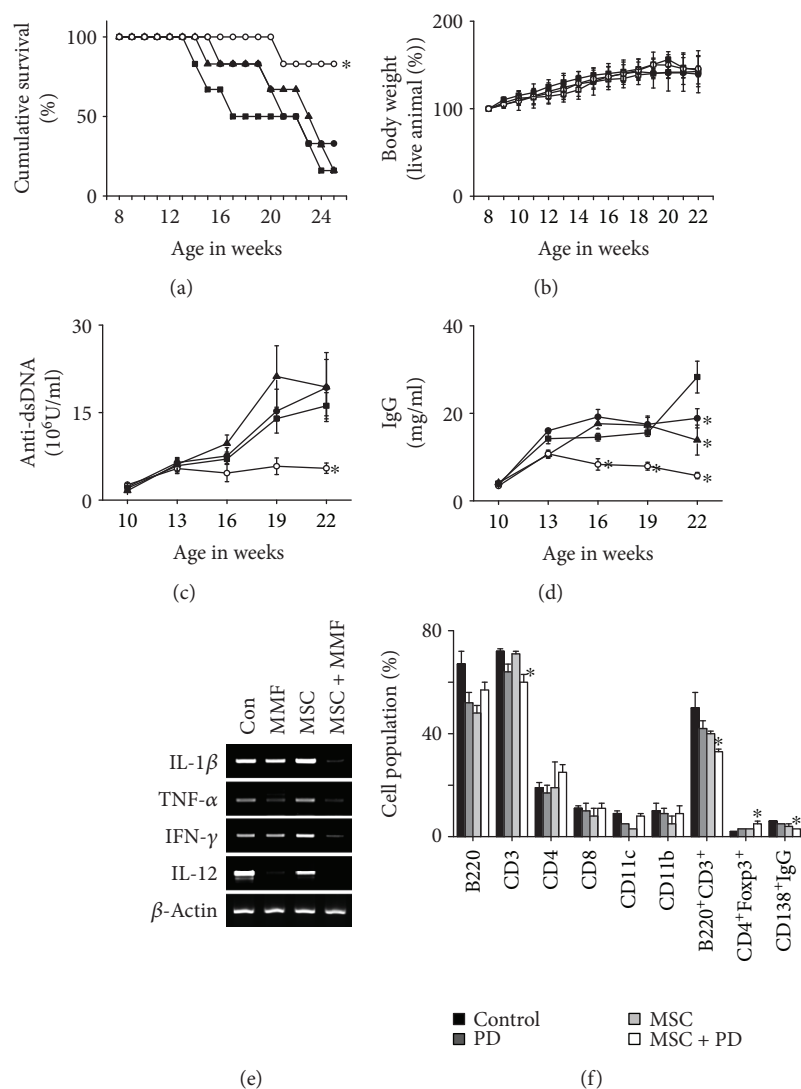 100
50
0
Cumulative survival
(%)
8 12 16 20 24
Age in weeks
*
(a)
200
100
0
Body weight
(live animal (%))
8 10 12 14 16 18 20 22
Age in weeks
(b)
30
15
0
Anti-dsDNA
(10⁶U/ml)
10 13 16 19 22
Age in weeks
*
(c)
40
20
0
IgG
(mg/ml)
10 13 16 19 22
Age in weeks
* * * * *
(d)
Con MMF MSC MSC + MMF
IL-1β
TNF-α
IFN-γ
IL-12
β-Actin
(e)
80
40
0
Cell population (%)
* * * *
B220 CD3 CD4 CD8 CD11c CD11b B220⁺CD3⁺ CD4⁺Foxp3⁺ CD138⁺IgG
Control MSC
PD MSC + PD
(f)